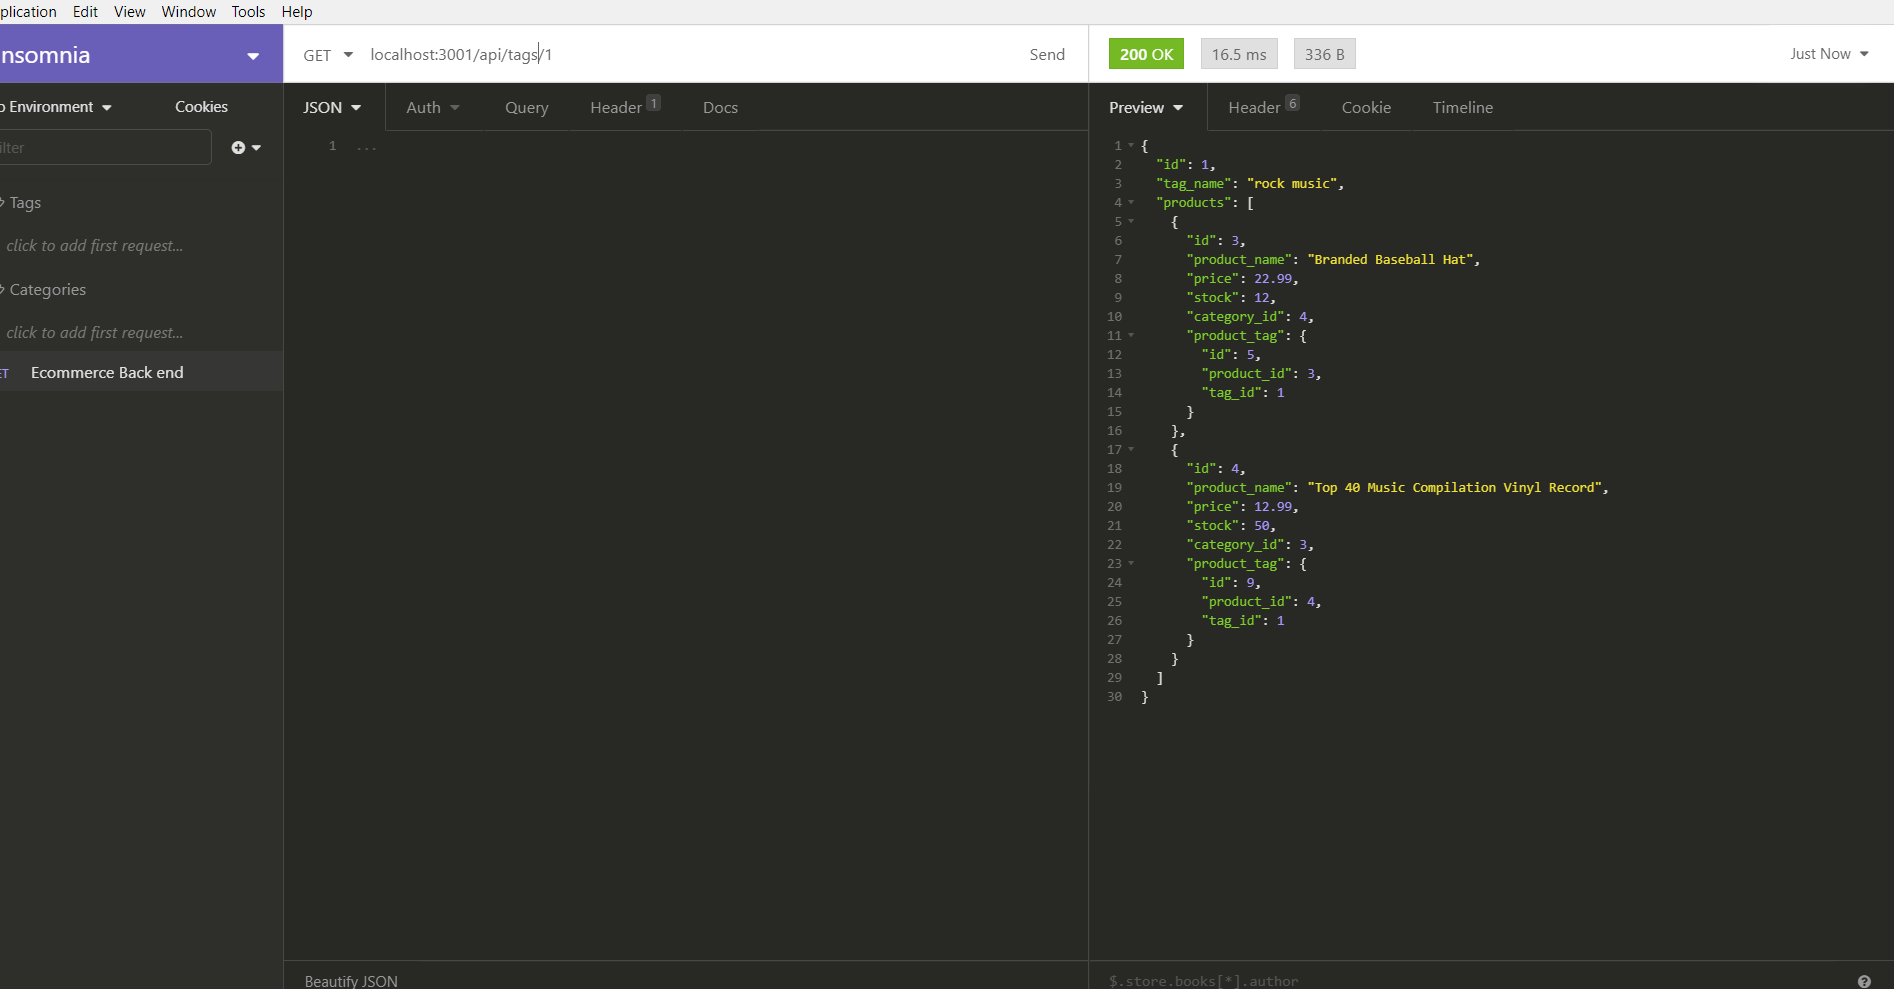 plication Edit View Window Tools Help
nsomnia
Environment Cookies
ilter
Tags
click to add first request...
Categories
click to add first request...
ET Ecommerce Back end
GET localhost:3001/api/tags/1 Send
JSON Auth Query Header 1 Docs
1 ...
Beautify JSON
200 OK 16.5 ms 336 B Just Now
Preview Header 6 Cookie Timeline
1 {
2 "id": 1,
3 "tag_name": "rock music",
4 "products": [
5 {
6 "id": 3,
7 "product_name": "Branded Baseball Hat",
8 "price": 22.99,
9 "stock": 12,
10 "category_id": 4,
11 "product_tag": {
12 "id": 5,
13 "product_id": 3,
14 "tag_id": 1
15 }
16 },
17 {
18 "id": 4,
19 "product_name": "Top 40 Music Compilation Vinyl Record",
20 "price": 12.99,
21 "stock": 50,
22 "category_id": 3,
23 "product_tag": {
24 "id": 9,
25 "product_id": 4,
26 "tag_id": 1
27 }
28 }
29 ]
30 }
$.store.books[*].author